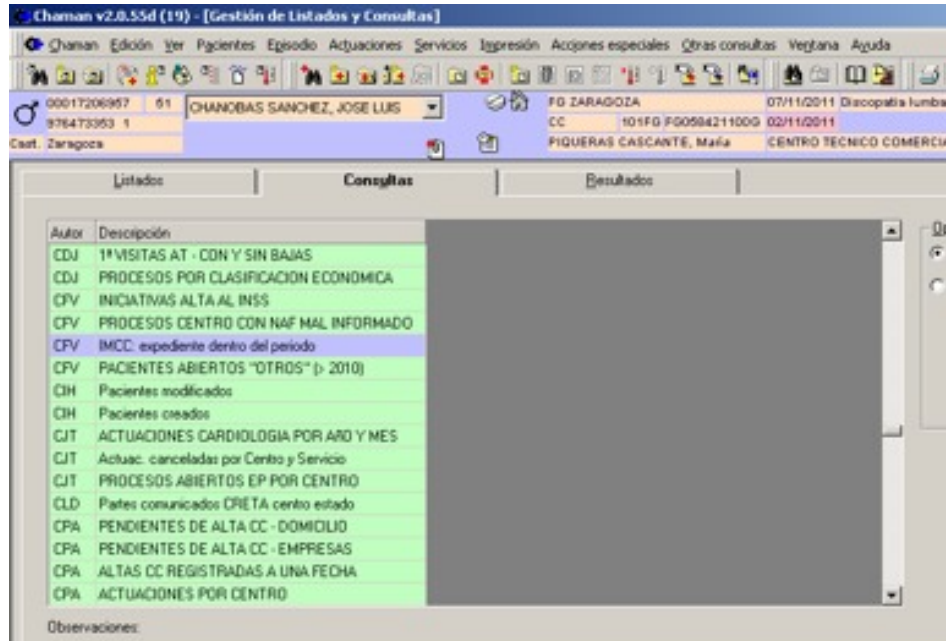 Chaman v2.0.55d (19) - [Gestión de Listados y Consultas]
Chaman Edición Ver Pacientes Episodio Actuaciones Servicios Impresión Acciones especiales Otras consultas Ventana Ayuda
00017206957 61 CHANOBAS SANCHEZ, JOSE LUIS FG ZARAGOZA 07/11/2011 Discopatia lumba
976473353 1 CC 101FG FG05842110DG 02/11/2011
Cast. Zaragoza PIQUERAS CASCANTE, María CENTRO TECNICO COMERCIA
Listados Consultas Resultados
Autor Descripción
CDJ 1ª VISITAS AT - CON Y SIN BAJAS
CDJ PROCESOS POR CLASIFICACION ECONOMICA
CFV INICIATIVAS ALTA AL INSS
CFV PROCESOS CENTRO CON NAF MAL INFORMADO
CFV IMCC: expediente dentro del periodo
CFV PACIENTES ABIERTOS "OTROS" (> 2010)
CIH Pacientes modificados
CIH Pacientes creados
CJT ACTUACIONES CARDIOLOGIA POR AÑO Y MES
CJT Actuac. canceladas por Centro y Servicio
CJT PROCESOS ABIERTOS EP POR CENTRO
CLD Partes comunicados CRETA centro estado
CPA PENDIENTES DE ALTA CC - DOMICILIO
CPA PENDIENTES DE ALTA CC - EMPRESAS
CPA ALTAS CC REGISTRADAS A UNA FECHA
CPA ACTUACIONES POR CENTRO
Observaciones: